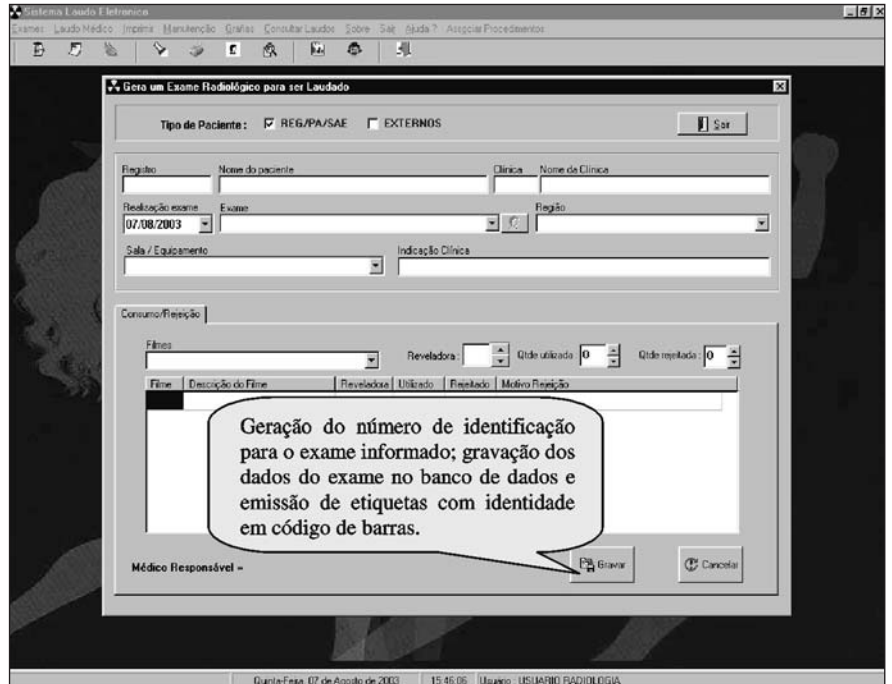 Sistema Laudo Eletronico
Exames Laudo Médico Imprimir Manutenção Gráfias Consultar Laudos Sobre Sair Ajuda ? Associar Procedimentos
Gera um Exame Radiológico para ser Laudado
Tipo de Paciente : REG/PA/SAE EXTERNOS Sair
Registro Nome do paciente Clínica Nome da Clínica
Realização exame Exame Região
07/08/2003
Sala / Equipamento Indicação Clínica
Consumo/Rejeição
Filmes
Reveladora : Qtde utilizada 0 Qtde rejeitada : 0
Filme Descrição do Filme Reveladora Utilizado Rejeitado Motivo Rejeição
Geração do número de identificação
para o exame informado; gravação dos
dados do exame no banco de dados e
emissão de etiquetas com identidade
em código de barras.
Médico Responsável = Gravar Cancelar
Quinta-Feira, 07 de Agosto de 2003 15:46:06 Usuário : USUARIO RADIOLOGIA